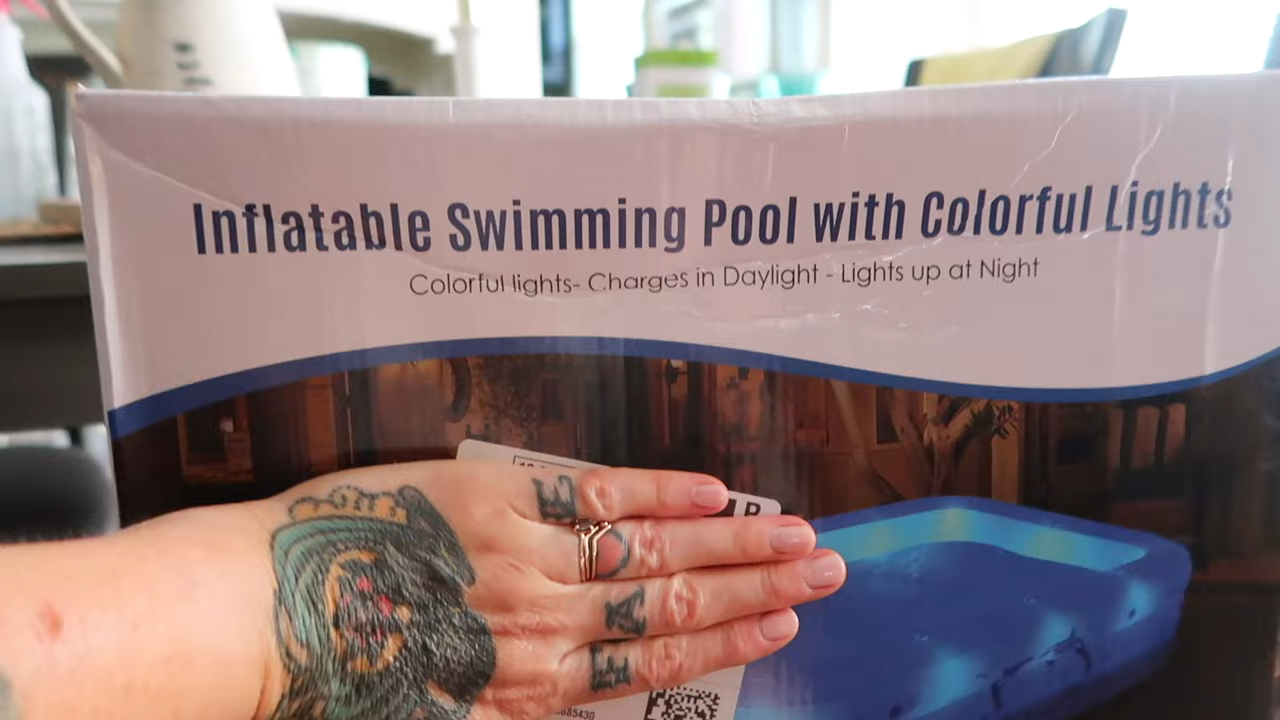 Inflatable Swimming Pool with Colorful Lights
Colorful lights- Charges in Daylight - Lights up at Night
E
A
F